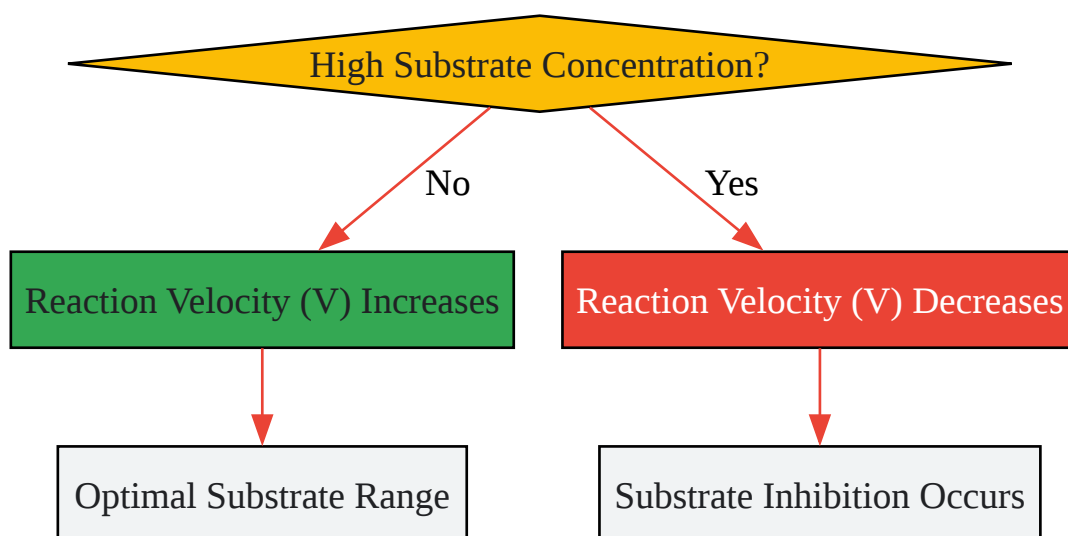 High Substrate Concentration?
No
Yes
Reaction Velocity (V) Increases
Reaction Velocity (V) Decreases
Optimal Substrate Range
Substrate Inhibition Occurs